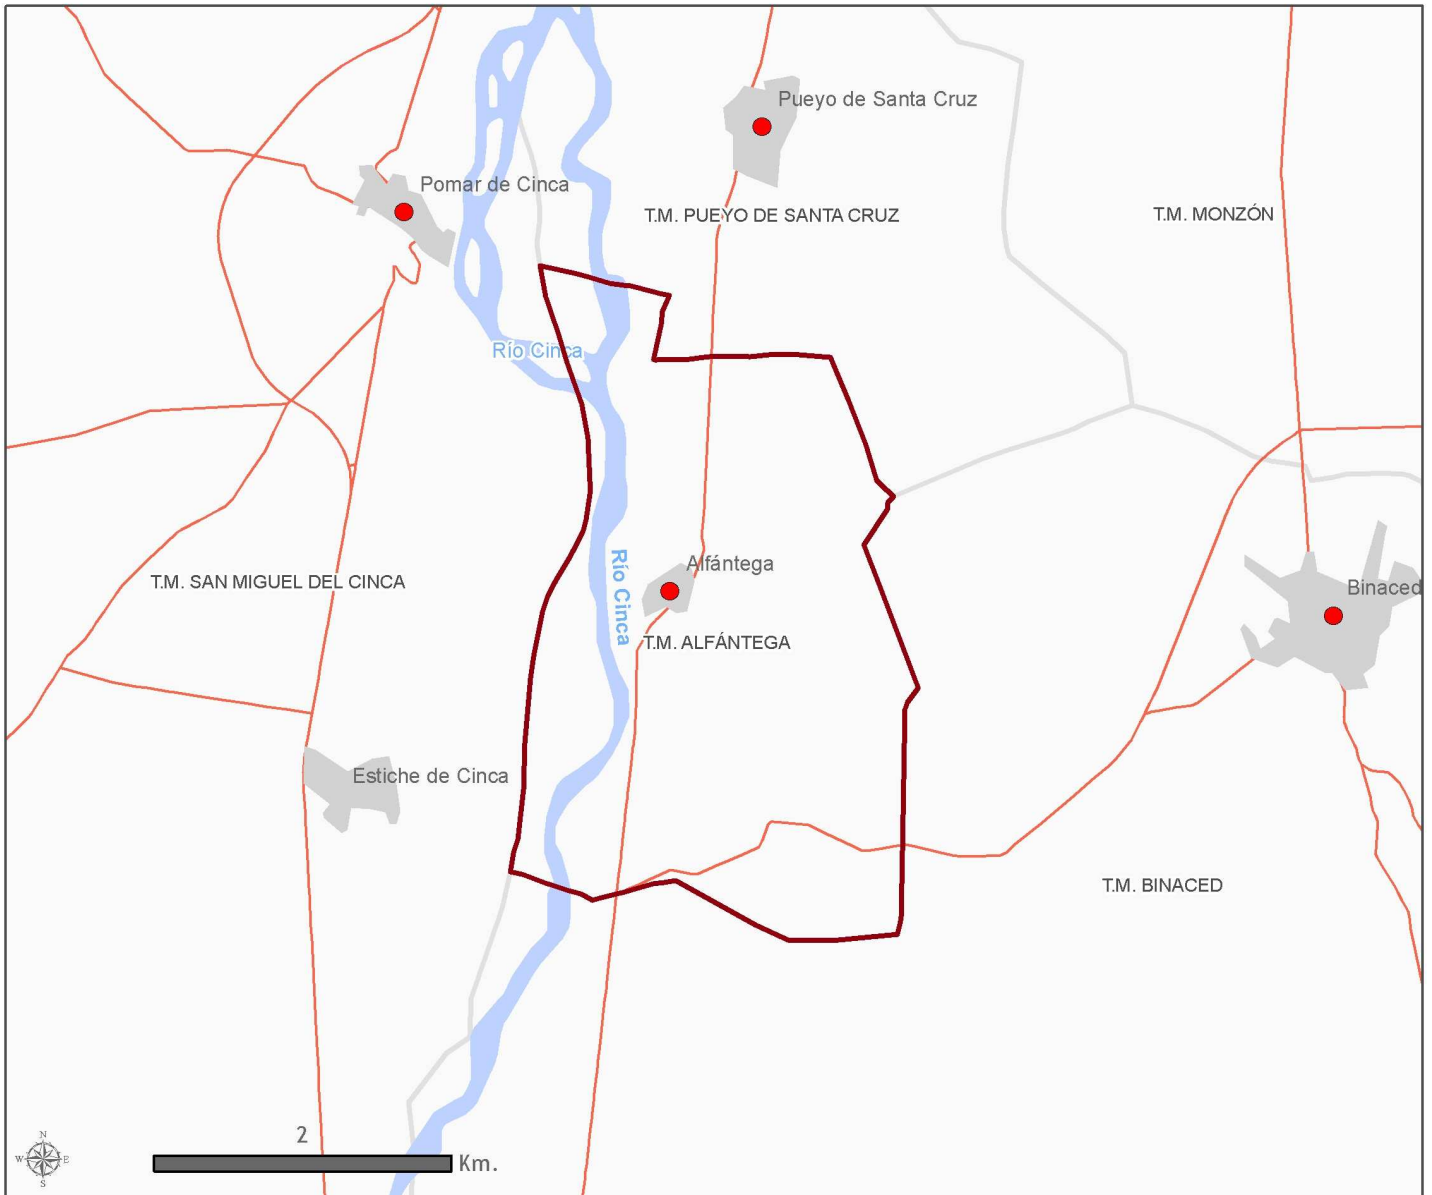 Pueyo de Santa Cruz
Pomar de Cinca
T.M. PUEYO DE SANTA CRUZ
T.M. MONZÓN
Río Cinca
Río Cinca
Alfántega
T.M. SAN MIGUEL DEL CINCA
Binaced
T.M. ALFÁNTEGA
Estiche de Cinca
T.M. BINACED
N
W E
S
2
Km.